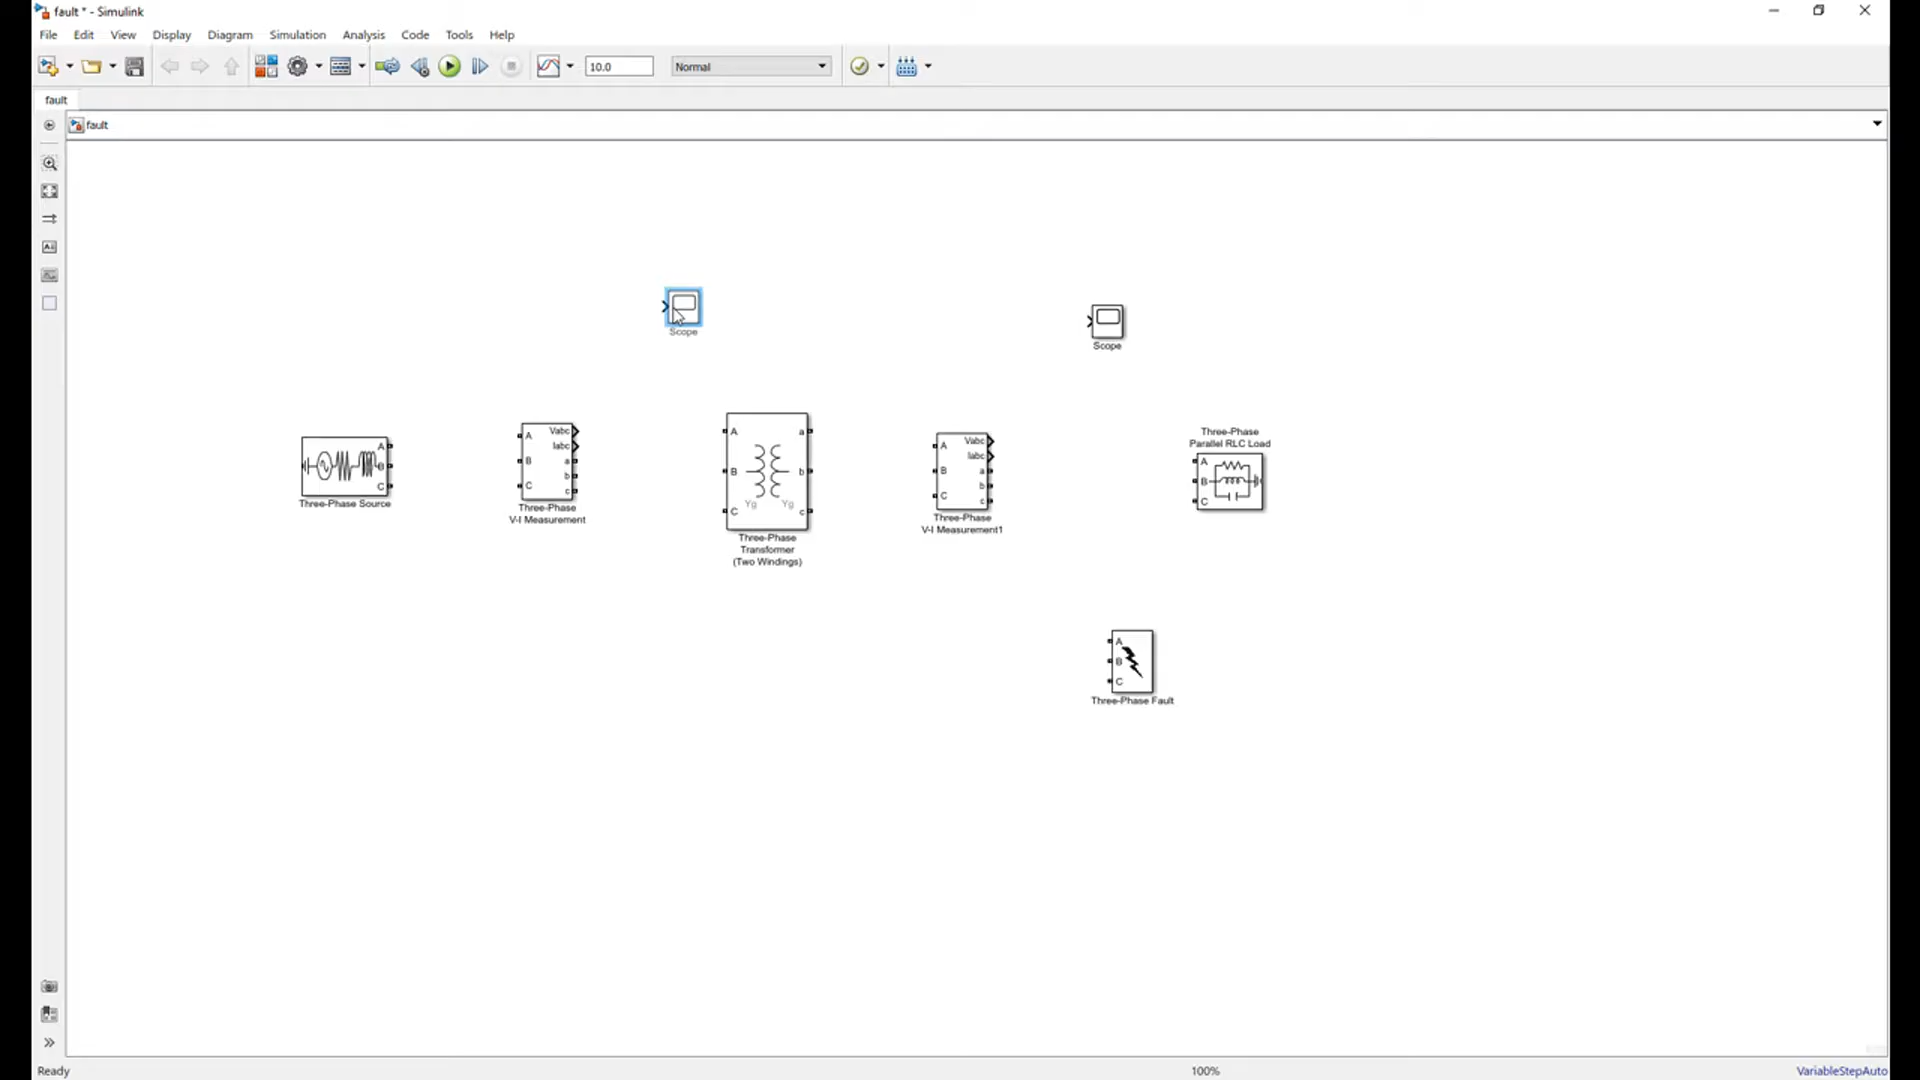 fault * - Simulink
File Edit View Display Diagram Simulation Analysis Code Tools Help
10.0 Normal
fault
fault
Scope
Scope
A
B
C
Three-Phase Source
A
B
C
Vabc
Iabc
a
b
c
Three-Phase
V-I Measurement
A
B
C
a
b
c
Yg Yg
Three-Phase
Transformer
(Two Windings)
A
B
C
Vabc
Iabc
a
b
c
Three-Phase
V-I Measurement1
Three-Phase
Parallel RLC Load
A
B
C
A
B
C
Three-Phase Fault
Ready 100% VariableStepAuto